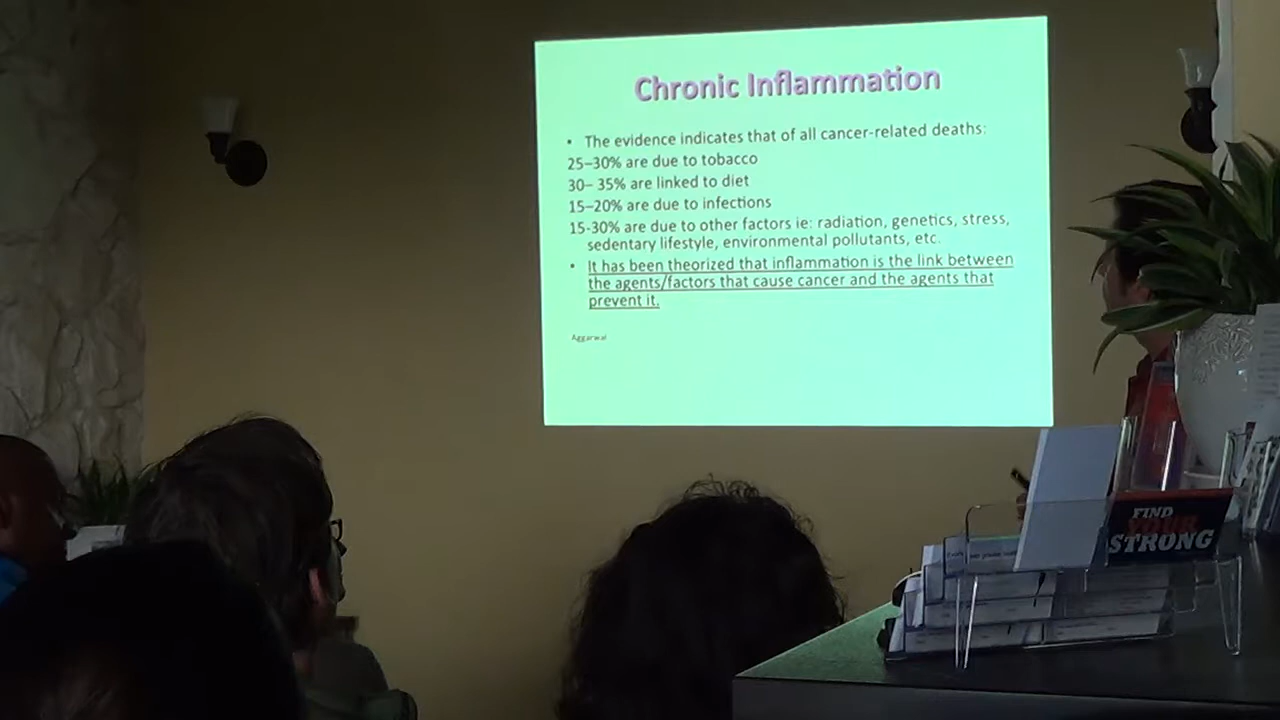 Chronic Inflammation
• The evidence indicates that of all cancer-related deaths:
25–30% are due to tobacco
30– 35% are linked to diet
15–20% are due to infections
15-30% are due to other factors ie: radiation, genetics, stress,
sedentary lifestyle, environmental pollutants, etc.
• It has been theorized that inflammation is the link between
the agents/factors that cause cancer and the agents that
prevent it.
Aggarwal
FIND
YOUR
STRONG